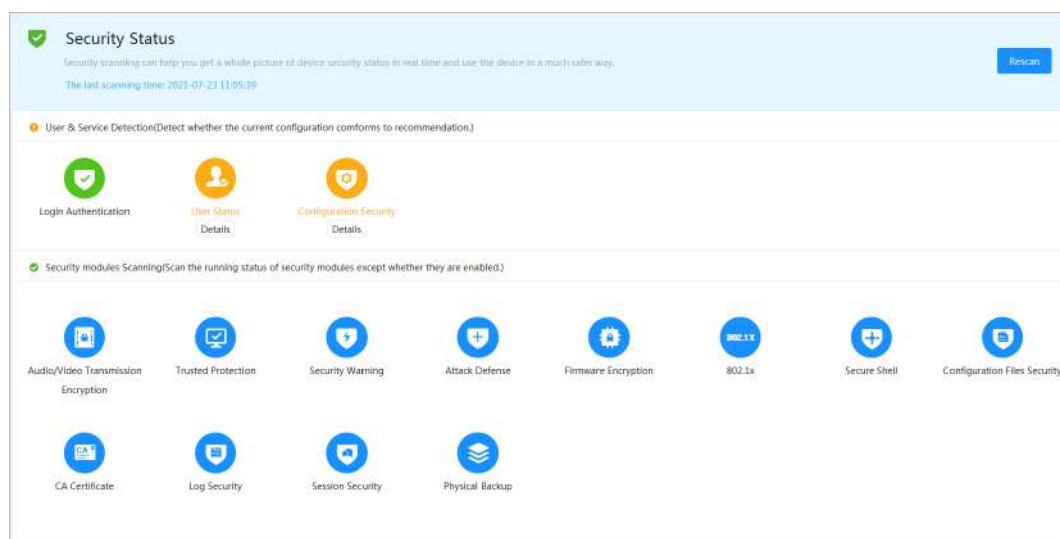 Security Status
Security scanning can help you get a whole picture of device security status in real time and use the device in a much safer way.
The last scanning time: 2021-07-23 11:05:39
Rescan
User & Service Detection(Detect whether the current configuration comforms to recommendation.)
Login Authentication
User Status
Configuration Security
Details
Details
Security modules Scanning(Scan the running status of security modules except whether they are enabled.)
802.1X
Audio/Video Transmission
Encryption
Trusted Protection
Security Warning
Attack Defense
Firmware Encryption
802.1x
Secure Shell
Configuration Files Security
CA
CA Certificate
Log Security
Session Security
Physical Backup